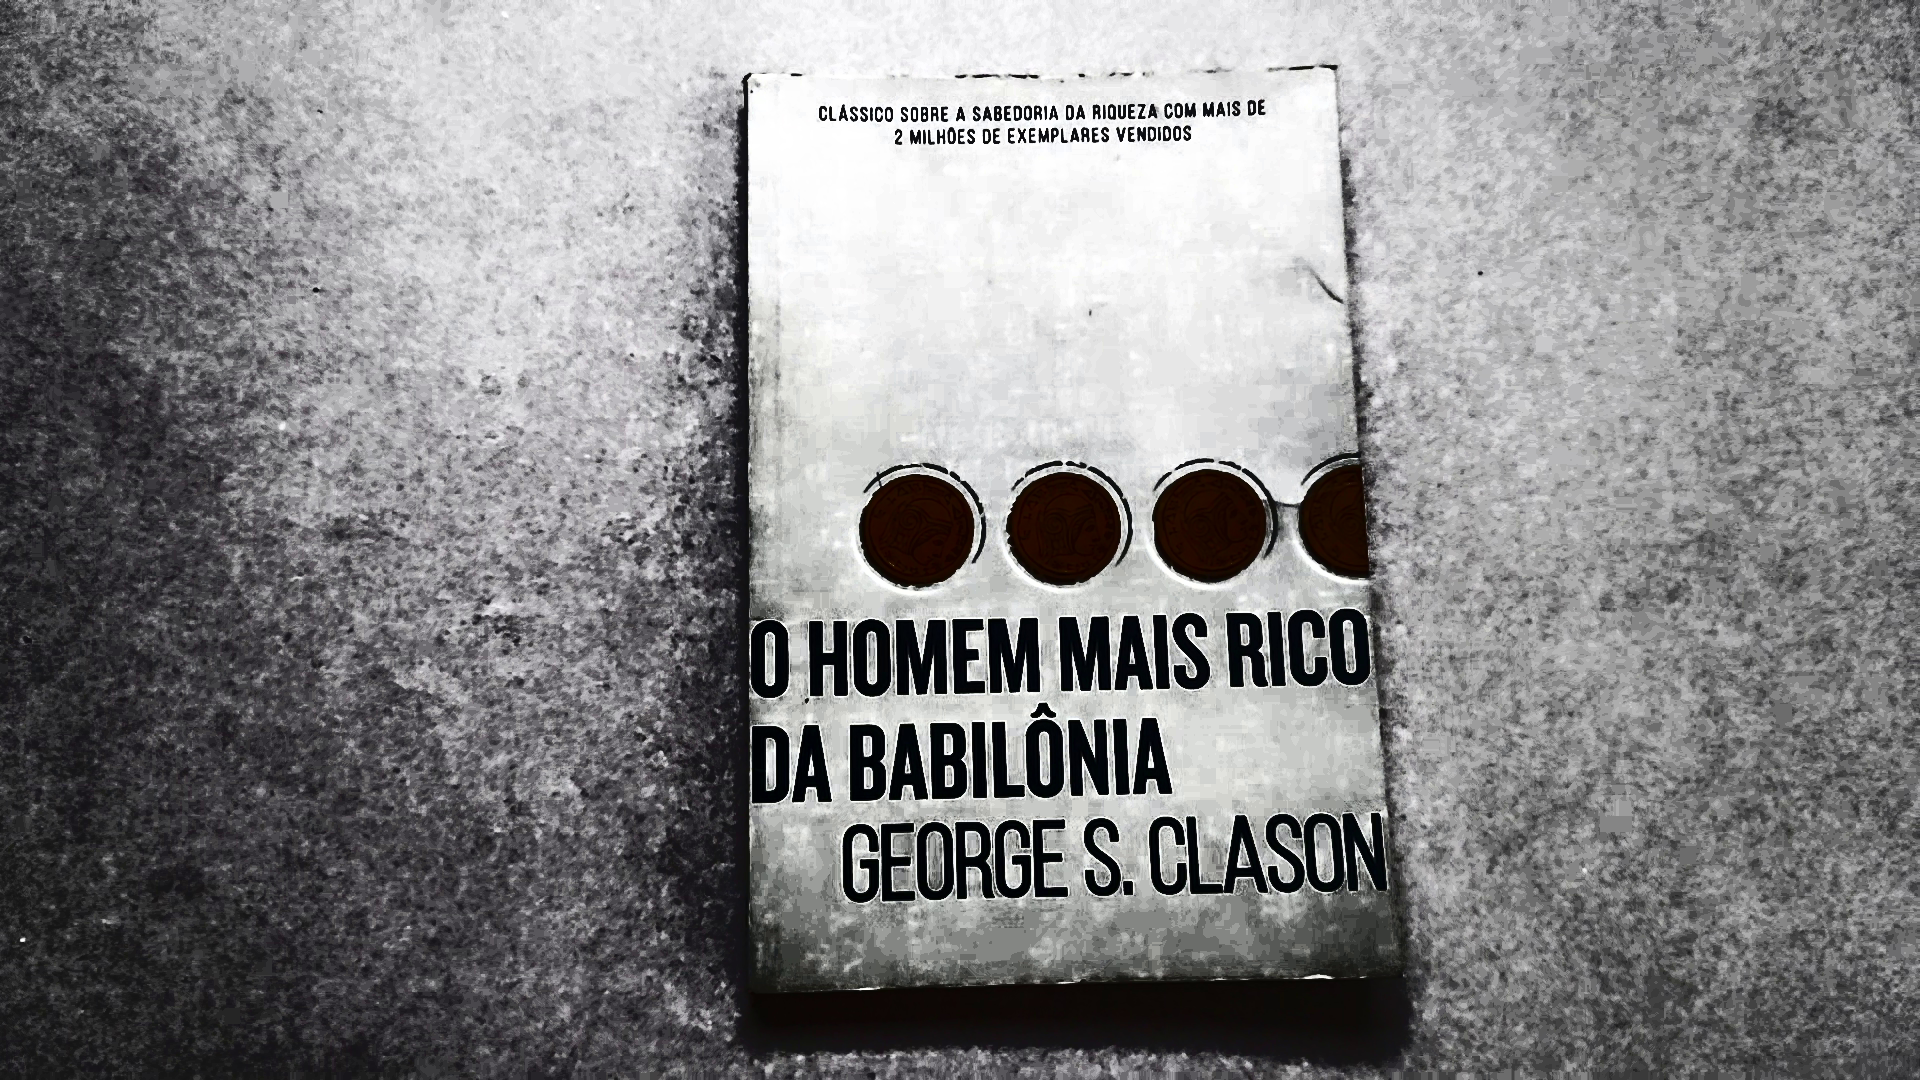 CLÁSSICO SOBRE A SABEDORIA DA RIQUEZA COM MAIS DE
2 MILHÕES DE EXEMPLARES VENDIDOS
O HOMEM MAIS RICO
DA BABILÔNIA
GEORGE S. CLASON